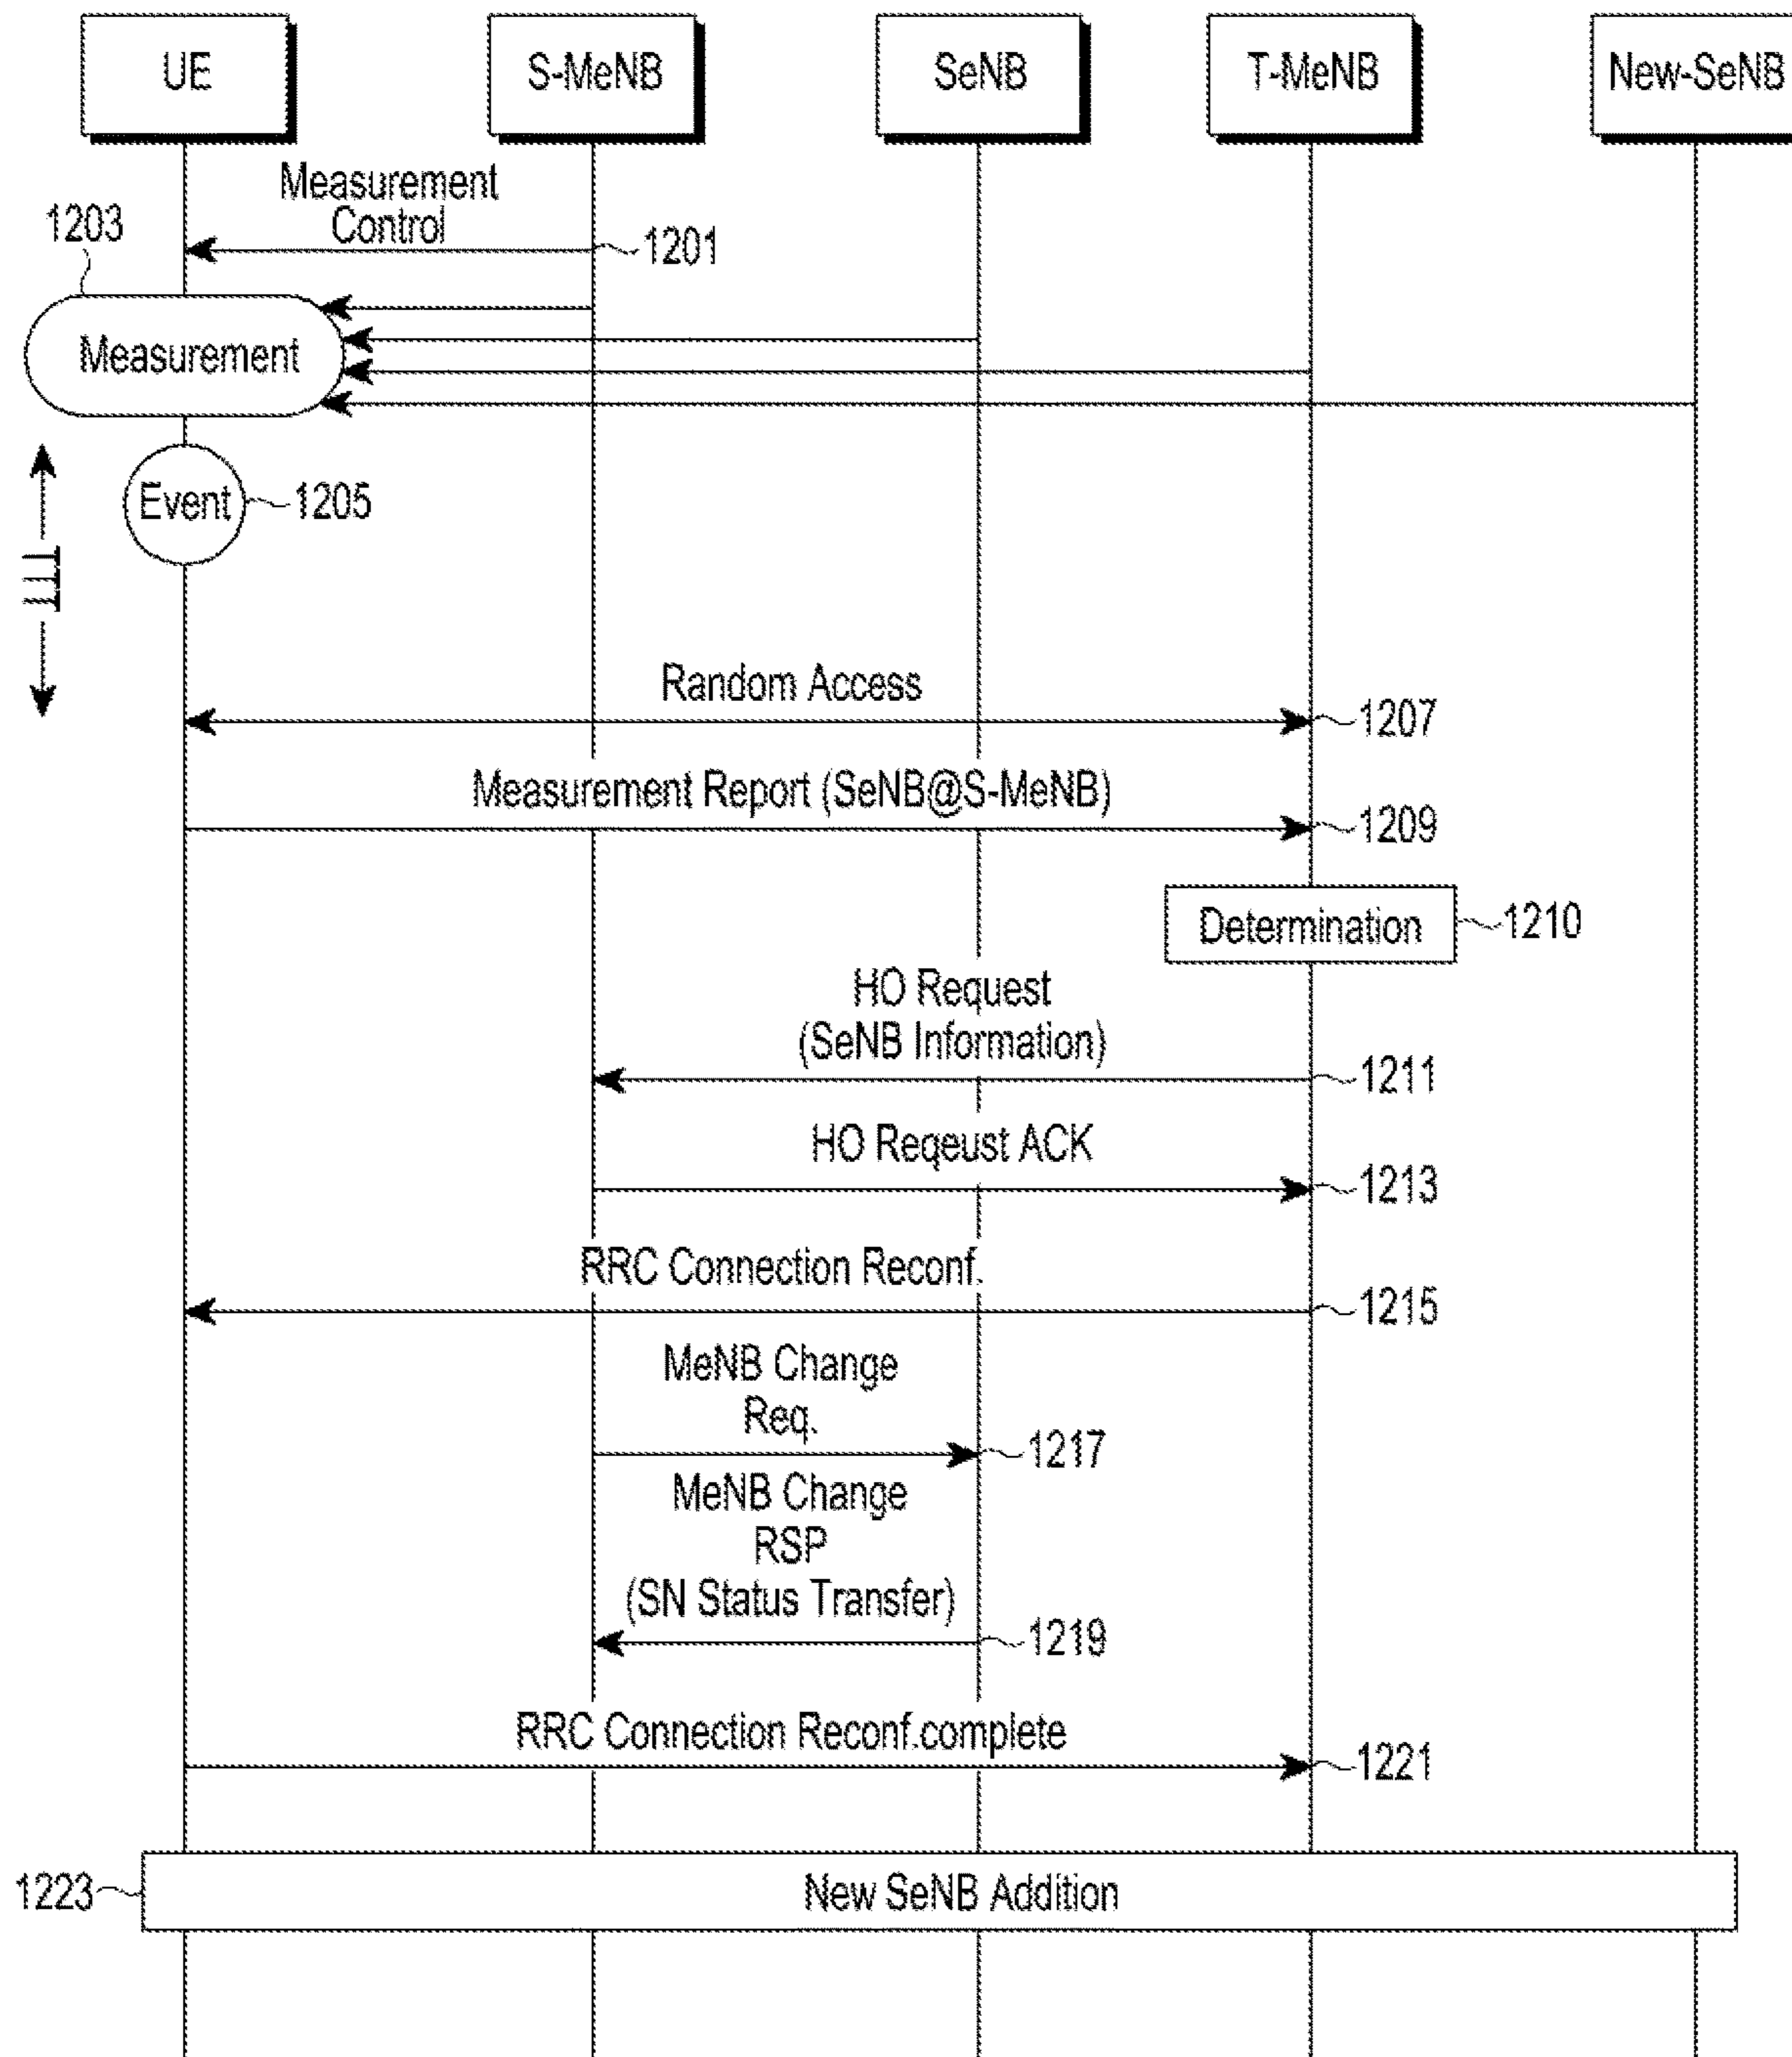 UE
S-MeNB
SeNB
T-MeNB
New-SeNB
Measurement
Control
1201
1203
Measurement
Event
1205
TTT
Random Access
1207
Measurement Report (SeNB@S-MeNB)
1209
Determination
1210
HO Request
(SeNB Information)
1211
HO Reqeust ACK
1213
RRC Connection Reconf.
1215
MeNB Change
Req.
1217
MeNB Change
RSP
(SN Status Transfer)
1219
RRC Connection Reconf.complete
1221
1223
New SeNB Addition